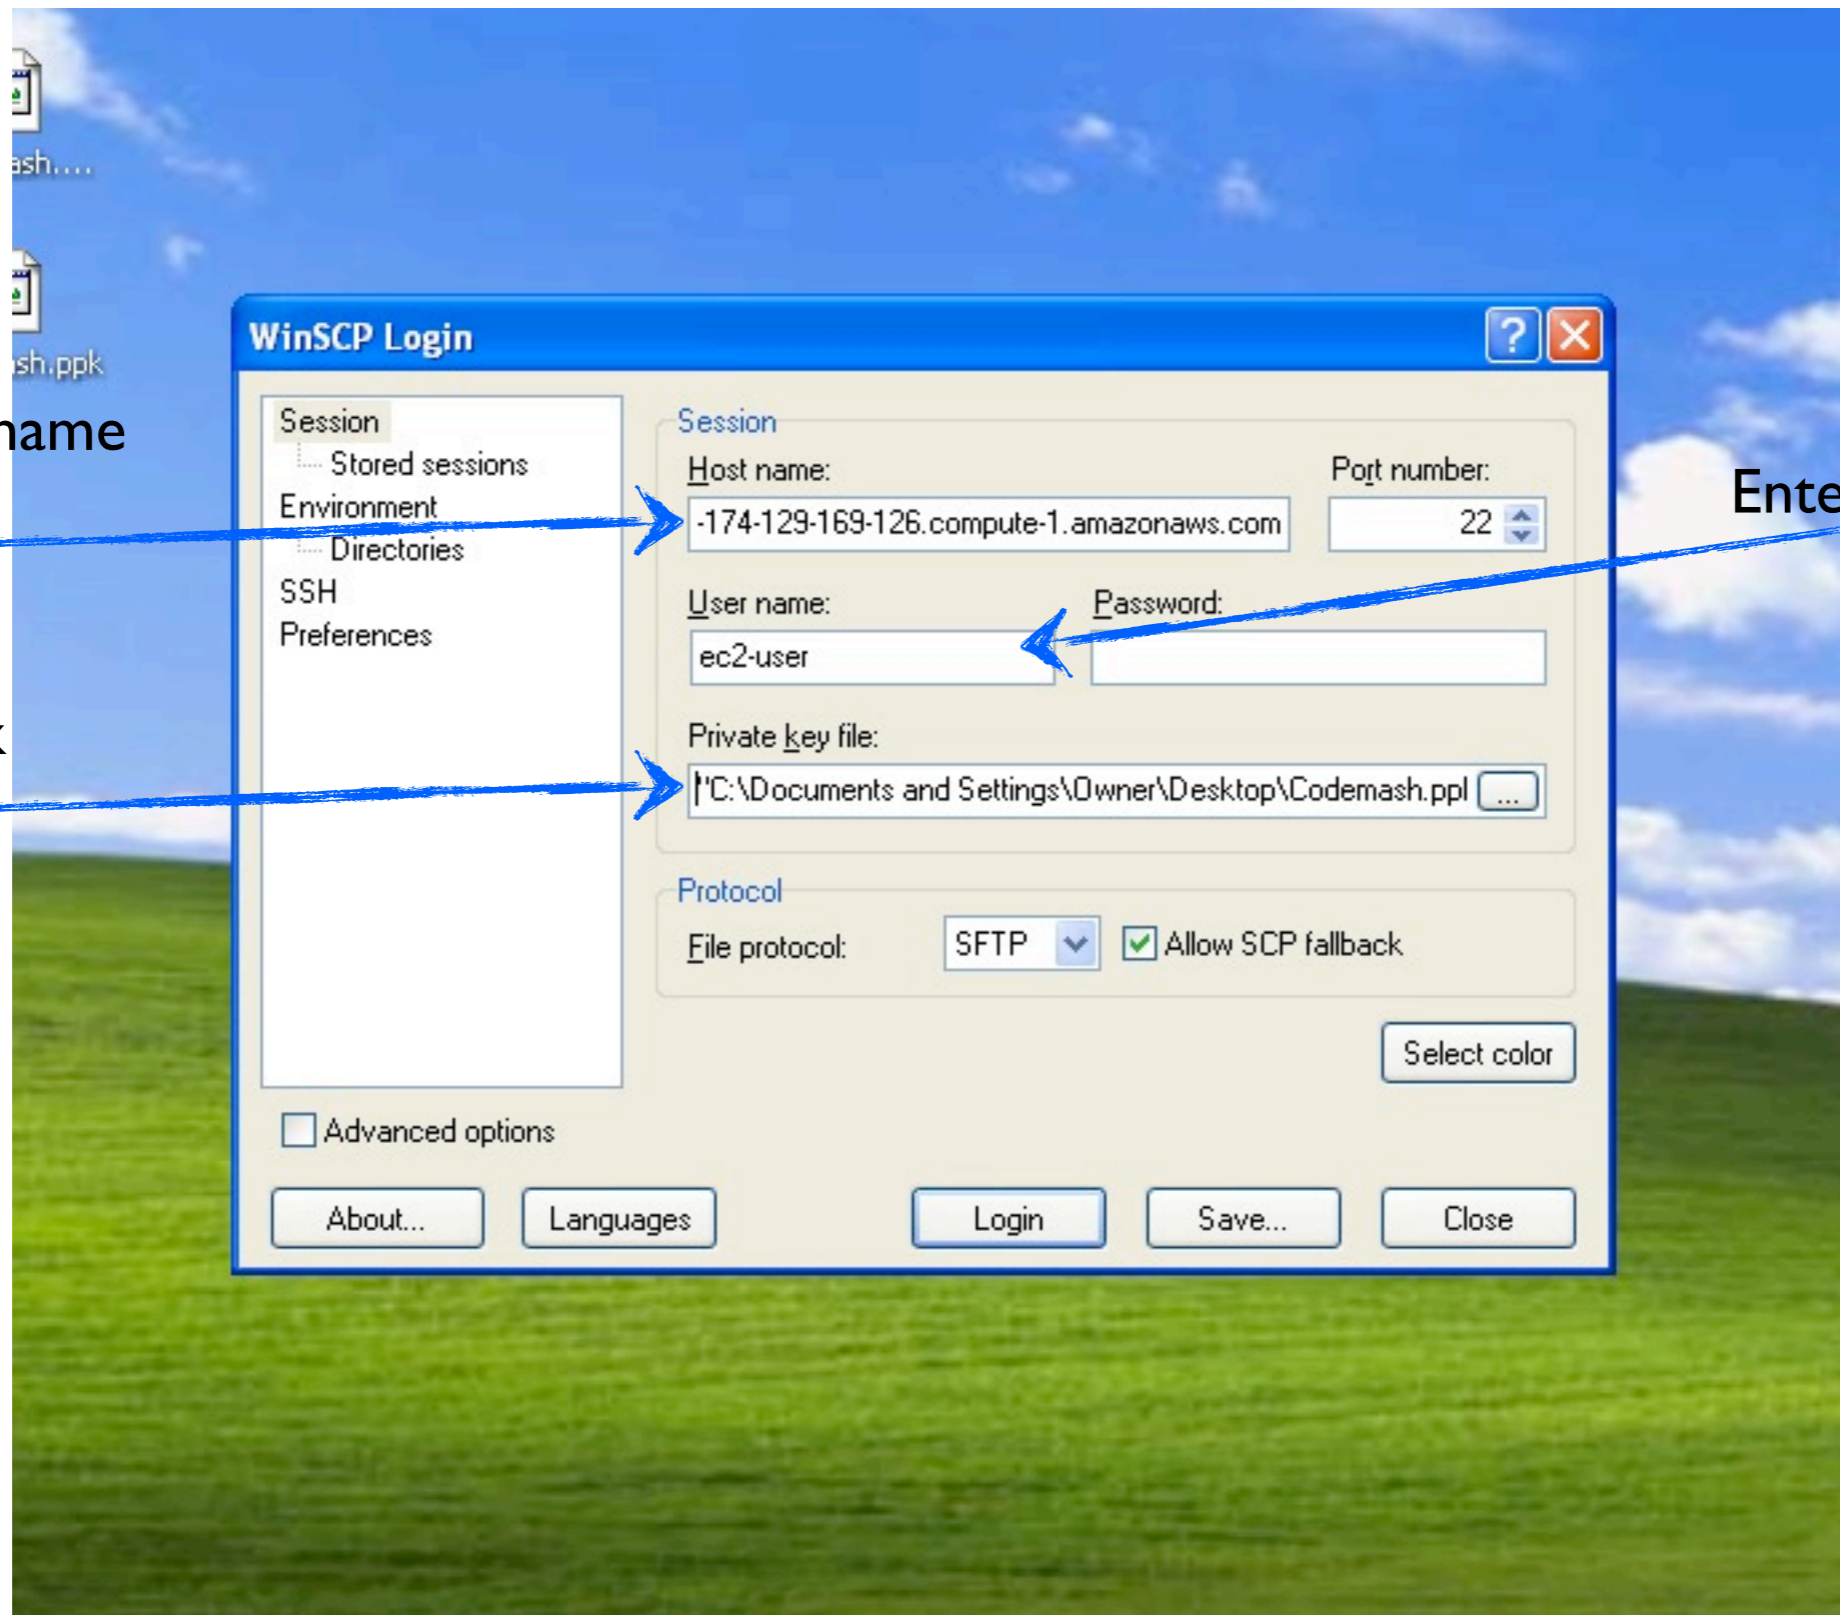 ash....
sh.ppk
name
Ente
k
WinSCP Login
Session
Stored sessions
Environment
Directories
SSH
Preferences
Session
Host name:
Port number:
-174-129-169-126.compute-1.amazonaws.com
22
User name:
Password:
ec2-user
Private key file:
"C:\Documents and Settings\Owner\Desktop\Codemash.ppl
...
Protocol
File protocol:
SFTP
Allow SCP fallback
Select color
Advanced options
About...
Languages
Login
Save...
Close